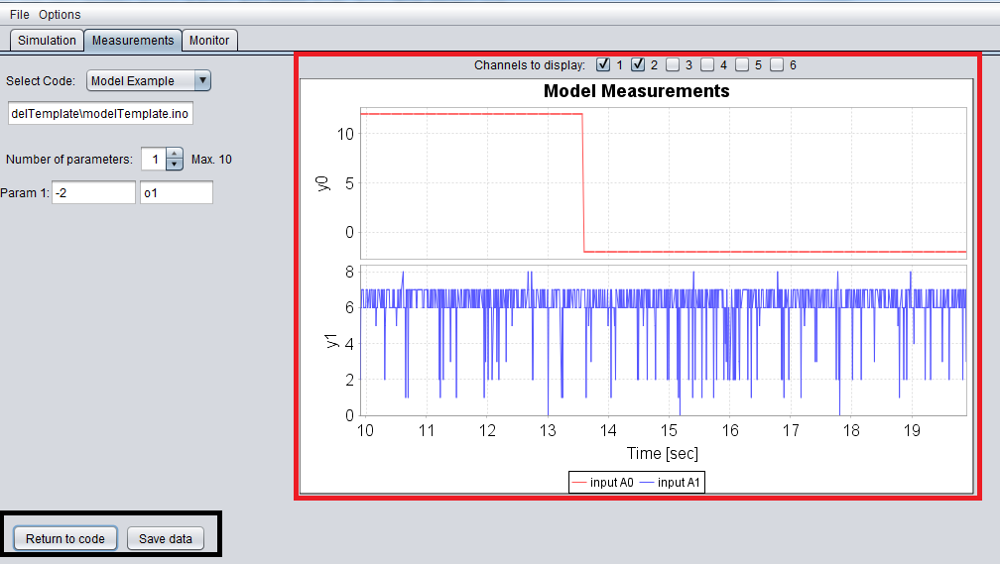 File Options
Simulation Measurements Monitor
Channels to display: 1 2 3 4 5 6
Select Code: Model Example
delTemplate\modelTemplate.ino
Number of parameters: 1 Max. 10
Param 1: -2 o1
Model Measurements
10
5
0
y0
8
6
4
2
0
y1
10 11 12 13 14 15 16 17 18 19
Time [sec]
input A0 input A1
Return to code Save data